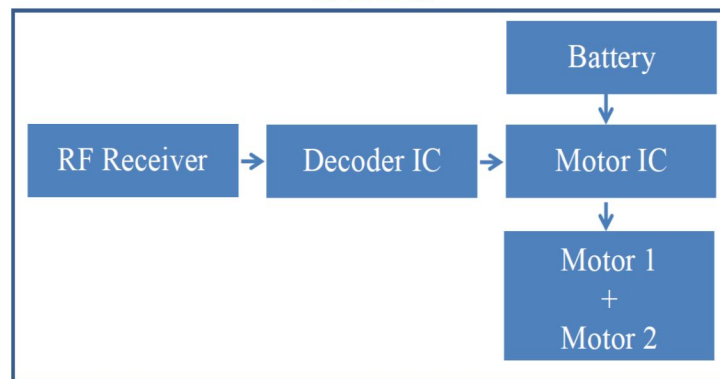 Battery
RF Receiver
Decoder IC
Motor IC
Motor 1
+
Motor 2